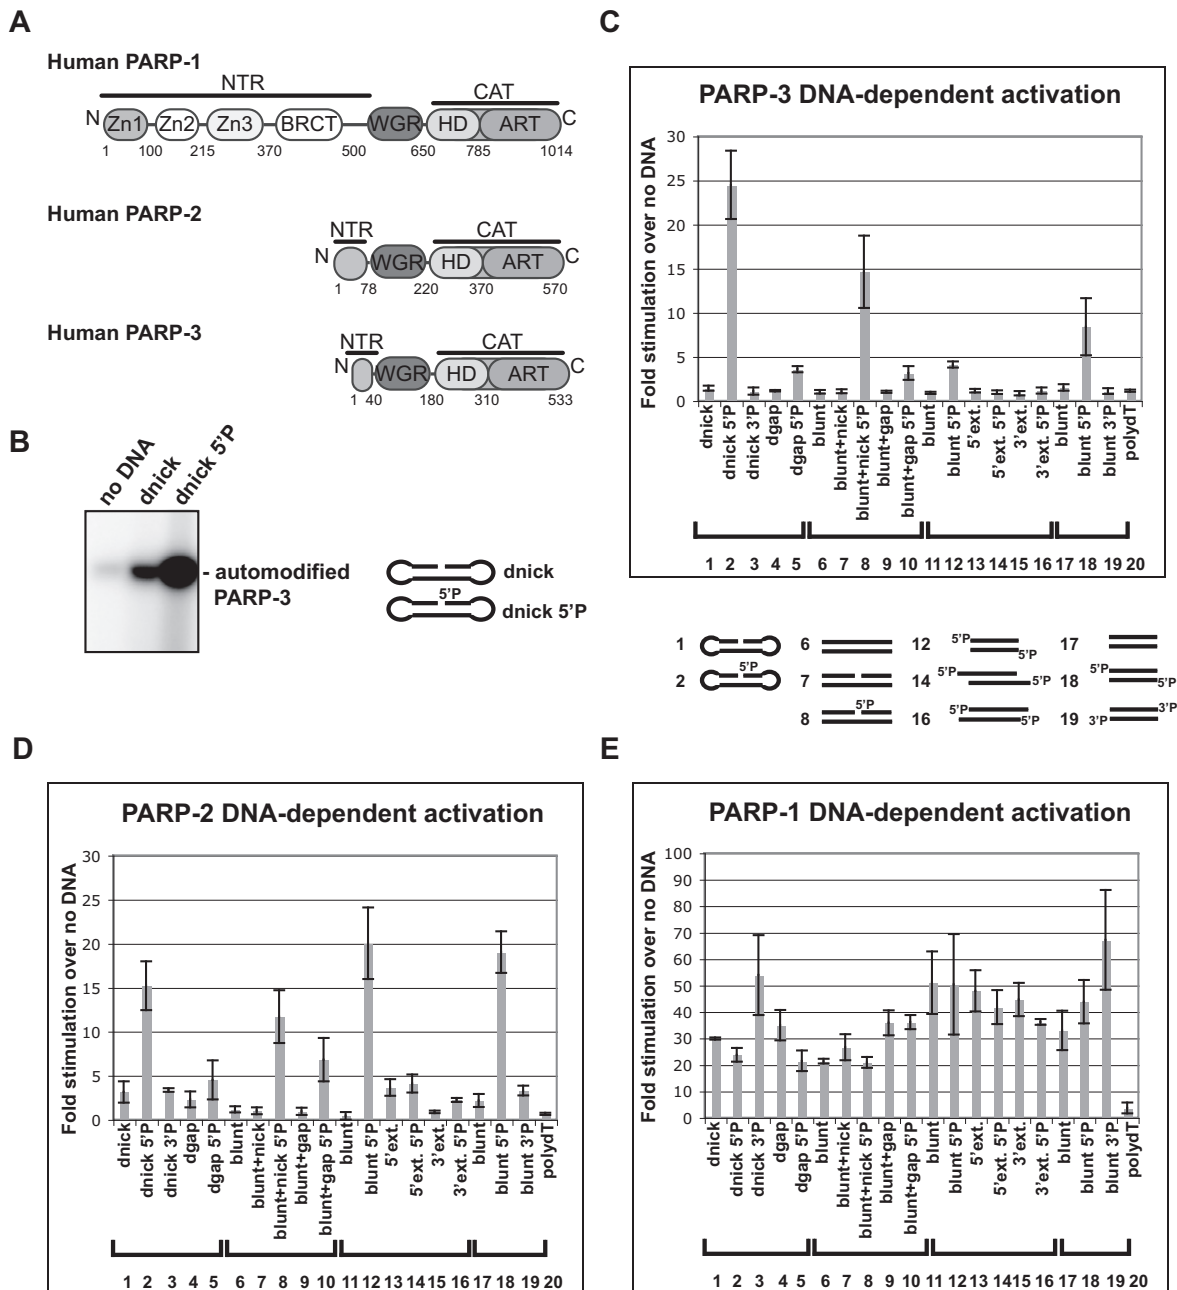 A
Human PARP-1
NTR
CAT
N Zn1 Zn2 Zn3 BRCT WGR HD ART C
1 100 215 370 500 650 785 1014
Human PARP-2
NTR CAT
N WGR HD ART C
1 78 220 370 570
Human PARP-3
NTR CAT
N WGR HD ART C
1 40 180 310 533
B
no DNA dnick dnick 5'P
- automodified
PARP-3
dnick
5'P
dnick 5'P
C
PARP-3 DNA-dependent activation
Fold stimulation over no DNA
30
25
20
15
10
5
0
dnick
dnick 5'P
dnick 3'P
dgap
dgap 5'P
blunt
blunt+nick
blunt+nick 5'P
blunt+gap
blunt+gap 5'P
blunt
blunt 5'P
5'ext.
5'ext. 5'P
3'ext.
3'ext. 5'P
blunt
blunt 5'P
blunt 3'P
polydT
1 2 3 4 5 6 7 8 9 10 11 12 13 14 15 16 17 18 19 20
1 6 12 5'P 5'P 17
2 5'P 7 14 5'P 5'P 18 5'P 5'P
8 5'P 16 5'P 5'P 19 3'P 3'P
D
PARP-2 DNA-dependent activation
Fold stimulation over no DNA
30
25
20
15
10
5
0
dnick
dnick 5'P
dnick 3'P
dgap
dgap 5'P
blunt
blunt+nick
blunt+nick 5'P
blunt+gap
blunt+gap 5'P
blunt
blunt 5'P
5'ext.
5'ext. 5'P
3'ext.
3'ext. 5'P
blunt
blunt 5'P
blunt 3'P
polydT
1 2 3 4 5 6 7 8 9 10 11 12 13 14 15 16 17 18 19 20
E
PARP-1 DNA-dependent activation
Fold stimulation over no DNA
100
90
80
70
60
50
40
30
20
10
0
dnick
dnick 5'P
dnick 3'P
dgap
dgap 5'P
blunt
blunt+nick
blunt+nick 5'P
blunt+gap
blunt+gap 5'P
blunt
blunt 5'P
5'ext.
5'ext. 5'P
3'ext.
3'ext. 5'P
blunt
blunt 5'P
blunt 3'P
polydT
1 2 3 4 5 6 7 8 9 10 11 12 13 14 15 16 17 18 19 20